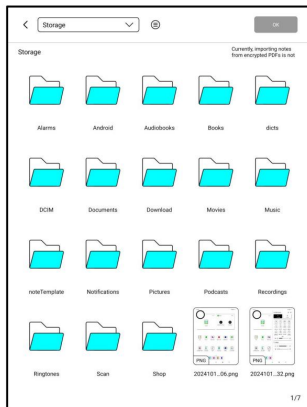 Storage
OK
Storage
Currently, importing notes
from encrypted PDFs is not
Alarms
Android
Audiobooks
Books
dicts
DCIM
Documents
Download
Movies
Music
noteTemplate
Notifications
Pictures
Podcasts
Recordings
PNG
PNG
Ringtones
Scan
Shop
2024101...06.png
2024101...32.png
1/7